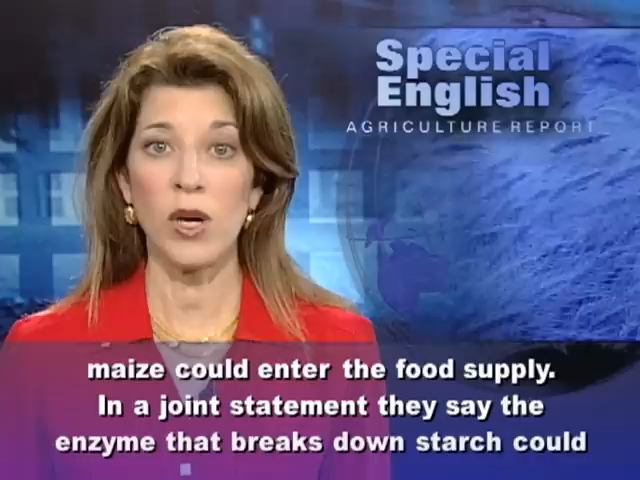 Special
English
AGRICULTURE REPORT
maize could enter the food supply.
In a joint statement they say the
enzyme that breaks down starch could